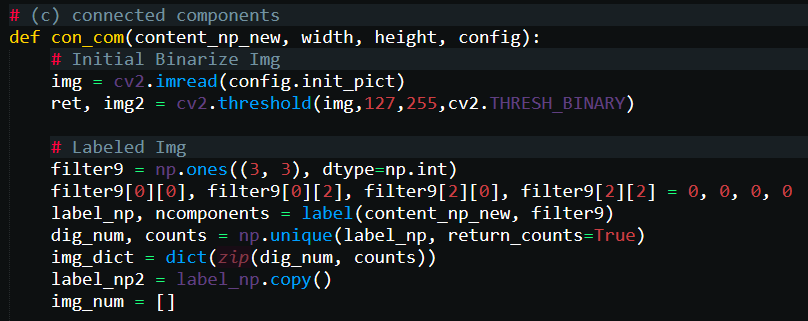 # (c) connected components
def con_com(content_np_new, width, height, config):
    # Initial Binarize Img
    img = cv2.imread(config.init_pict)
    ret, img2 = cv2.threshold(img,127,255,cv2.THRESH_BINARY)

    # Labeled Img
    filter9 = np.ones((3, 3), dtype=np.int)
    filter9[0][0], filter9[0][2], filter9[2][0], filter9[2][2] = 0, 0, 0, 0
    label_np, ncomponents = label(content_np_new, filter9)
    dig_num, counts = np.unique(label_np, return_counts=True)
    img_dict = dict(zip(dig_num, counts))
    label_np2 = label_np.copy()
    img_num = []